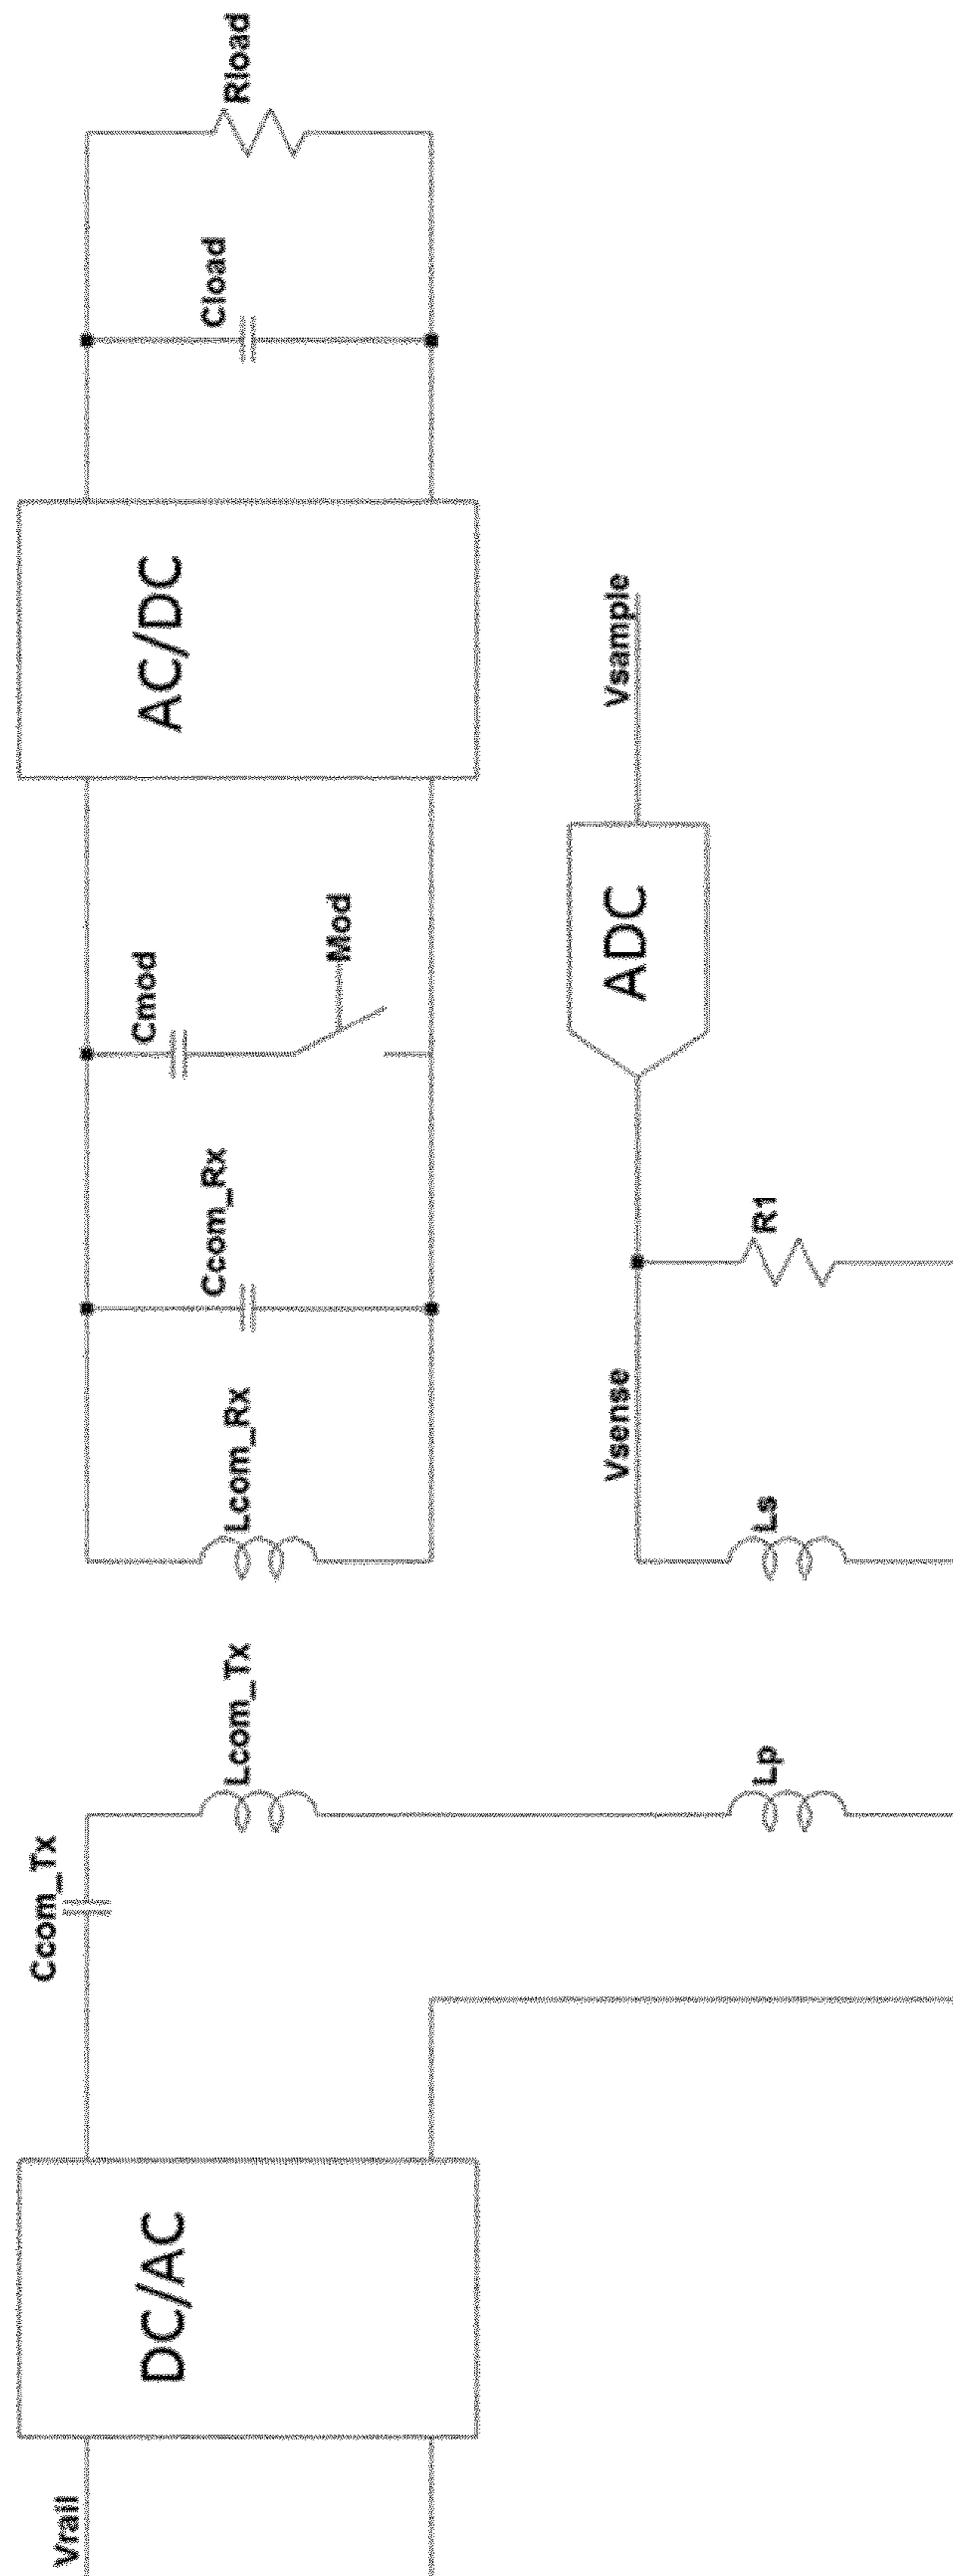 Vrail
DC/AC
Ccom_Tx
Lcom_Tx
Lcom_Rx
Ccom_Rx
Cmod
Mod
AC/DC
Cload
Rload
Lp
Ls
Vsense
R1
ADC
Vsample